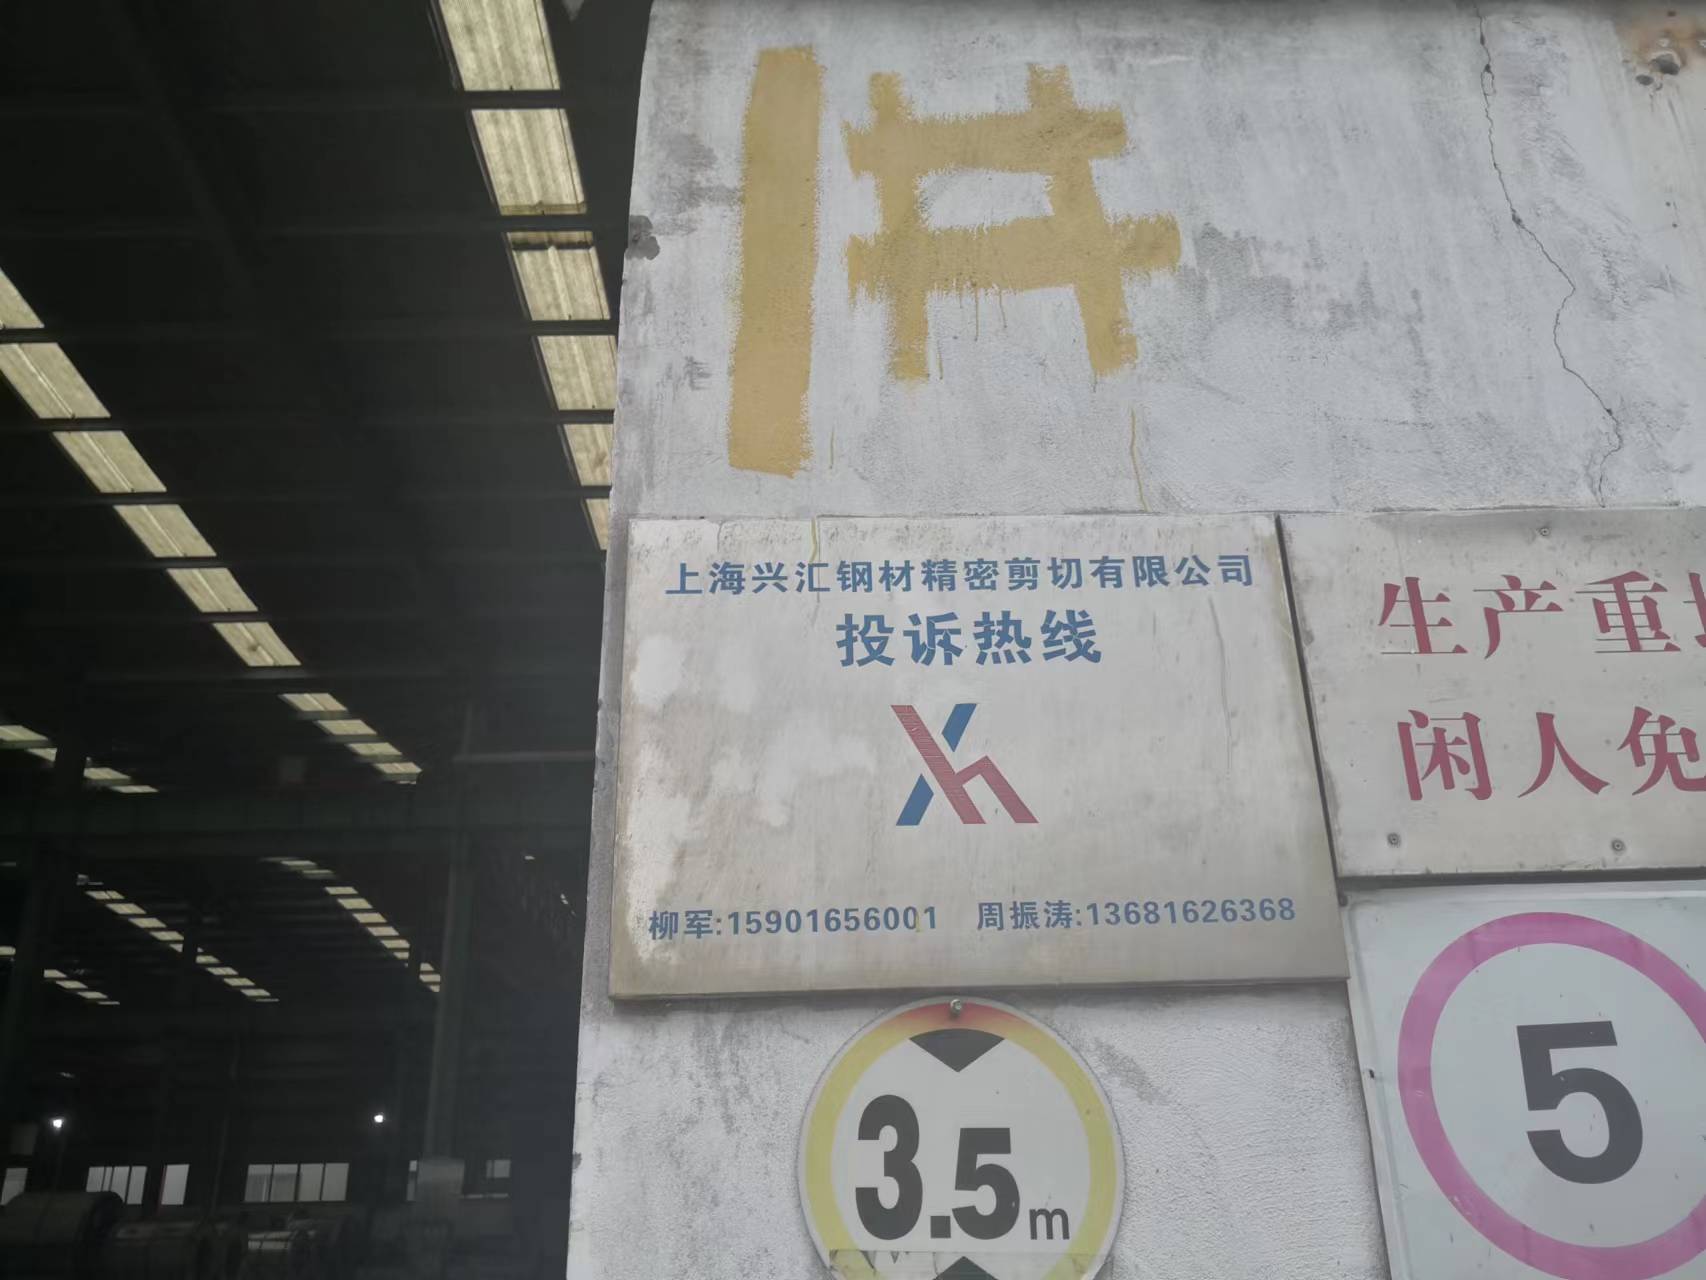 1#
上海兴汇钢材精密剪切有限公司
投诉热线
柳军:15901656001 周振涛:13681626368
生产重
闲人免
3.5m
5